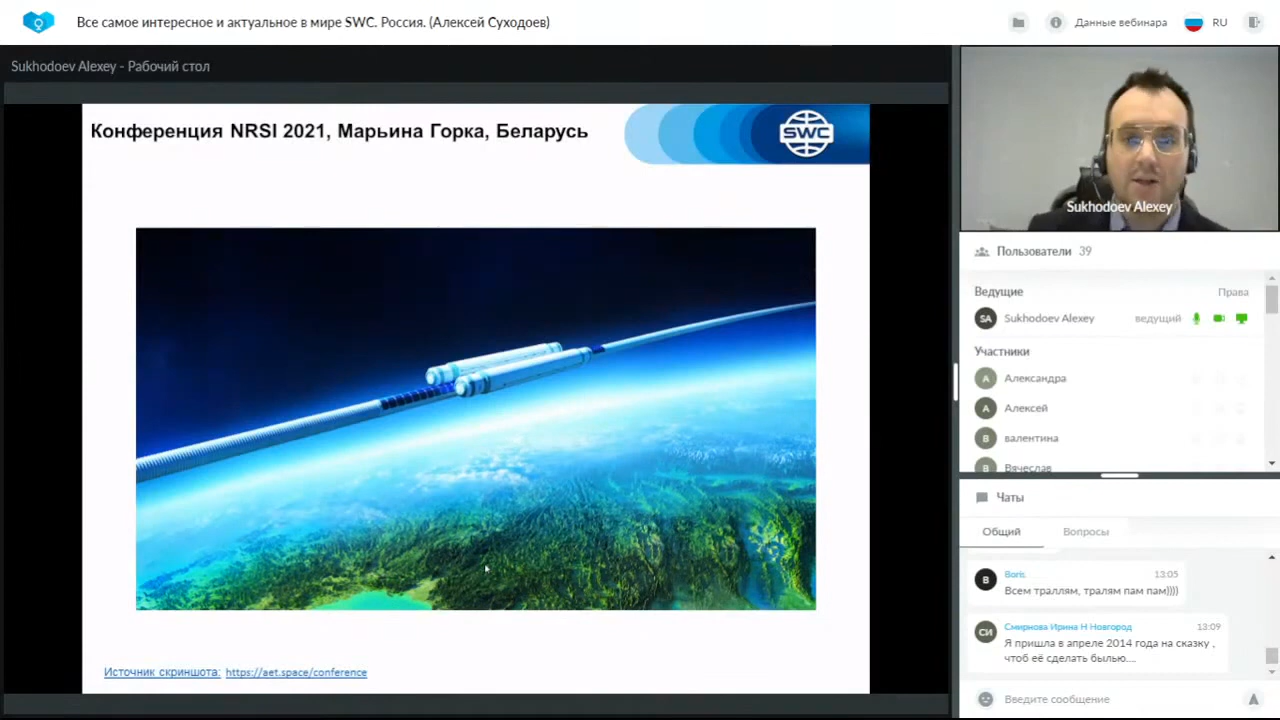 Все самое интересное и актуальное в мире SWC. Россия. (Алексей Суходоев)
Данные вебинара
RU
Sukhodoev Alexey - Рабочий стол
Конференция NRSI 2021, Марьина Горка, Беларусь
SWC
Источник скриншота: https://aet.space/conference
Sukhodoev Alexey
Пользователи 39
Ведущие Права
SA Sukhodoev Alexey ведущий
Участники
А Александра
А Алексей
В валентина
В Вячеслав
Чаты
Общий Вопросы
B Boris 13:05
Всем траллям, тралям пам пам))))
СИ Смирнова Ирина Н Новгород 13:09
Я пришла в апреле 2014 года на сказку ,
чтоб её сделать былью....
Введите сообщение